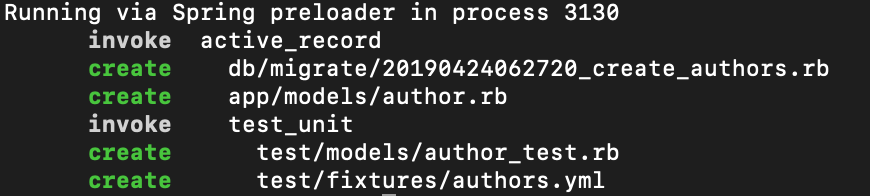 Running via Spring preloader in process 3130
      invoke  active_record
      create    db/migrate/20190424062720_create_authors.rb
      create    app/models/author.rb
      invoke    test_unit
      create      test/models/author_test.rb
      create      test/fixtures/authors.yml